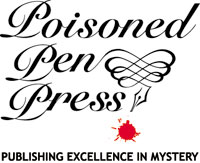 Poisoned
Pen
Press
PUBLISHING EXCELLENCE IN MYSTERY